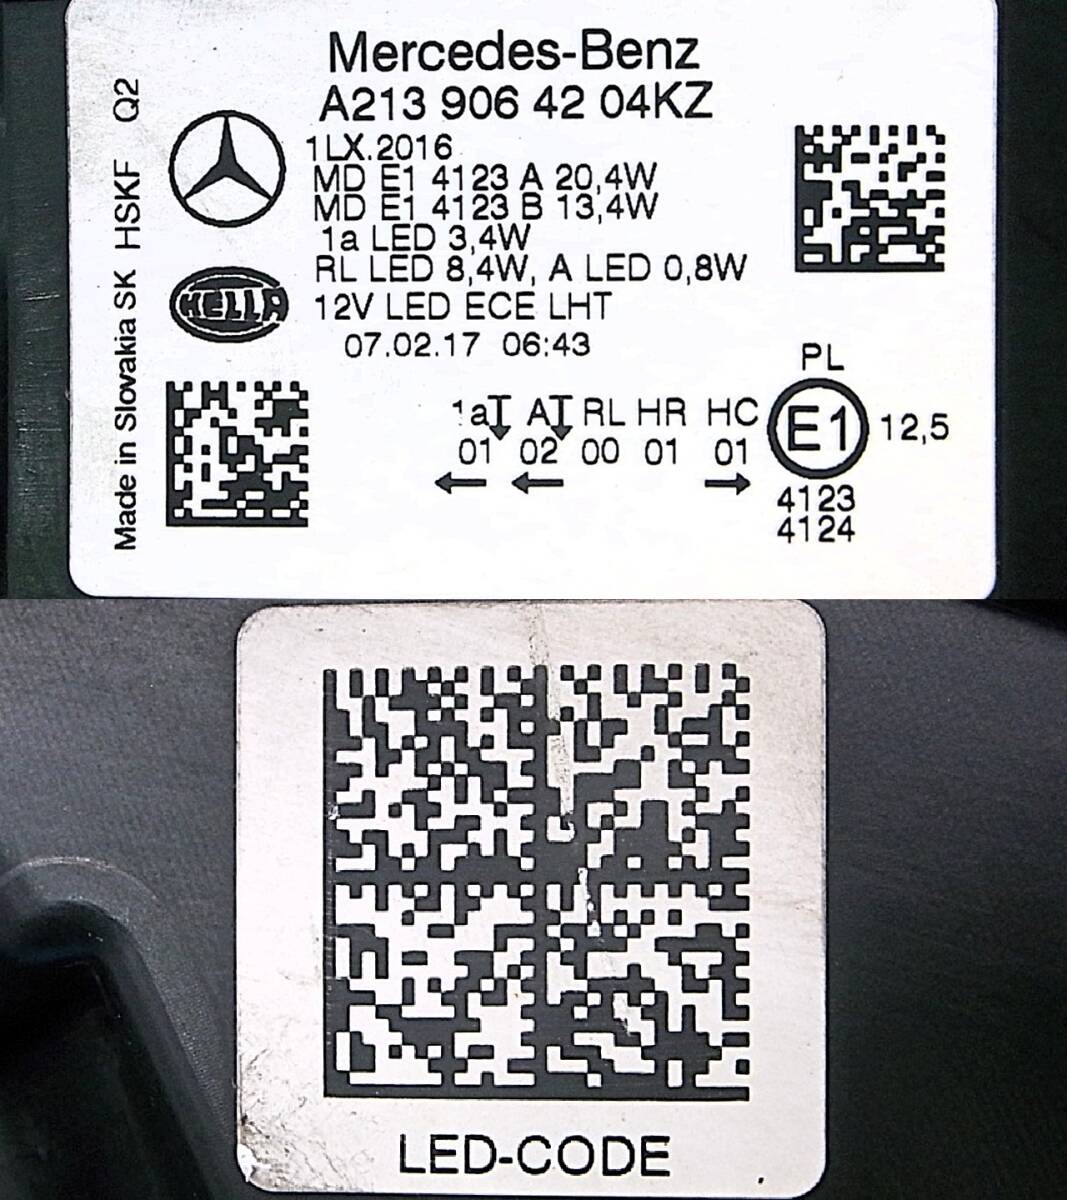 Mercedes-Benz
A213 906 42 04KZ
1LX.2016
MD E1 4123 A 20,4W
MD E1 4123 B 13,4W
1a LED 3,4W
RL LED 8,4W, A LED 0,8W
12V LED ECE LHT
07.02.17 06:43
HELLA
Made in Slovakia SK HSKF Q2
PL
1a A RL HR HC E1 12,5
01 02 00 01 01
4123
4124
LED-CODE